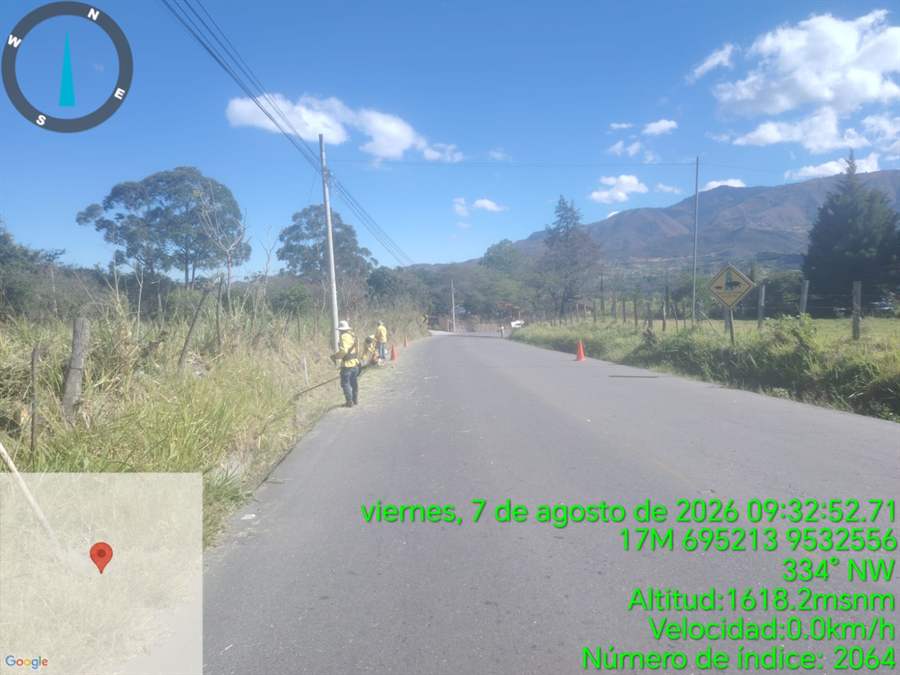 N
W
E
S
viernes, 7 de agosto de 2026 09:32:52.71
17M 695213 9532556
334° NW
Altitud:1618.2msnm
Velocidad:0.0km/h
Número de índice: 2064
Google